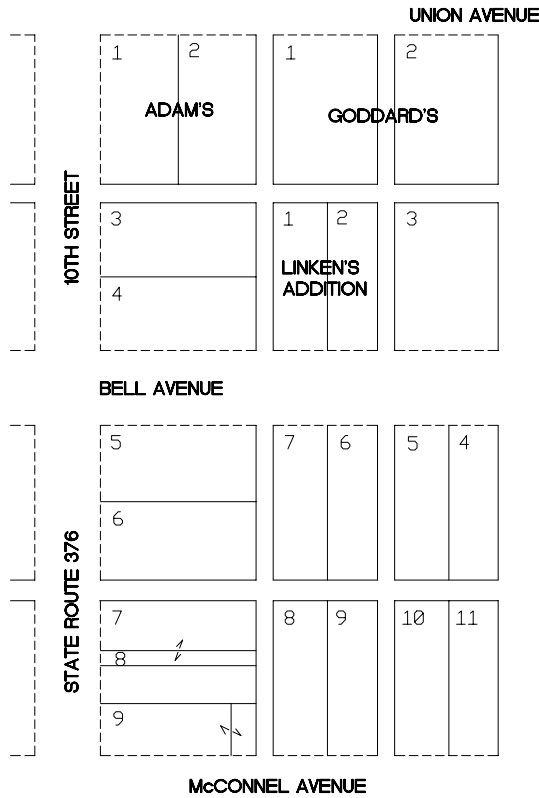 UNION AVENUE
1 2 1 2
ADAM'S GODDARD'S
10TH STREET
3 1 2 3
LINKEN'S
ADDITION
4
BELL AVENUE
5 7 6 5 4
6
STATE ROUTE 376
7 8 9 10 11
8
9
McCONNEL AVENUE